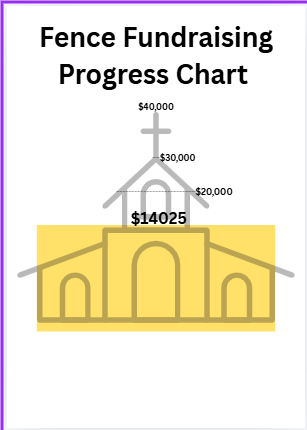 Fence Fundraising
Progress Chart
$40,000
$30,000
$20,000
$14025